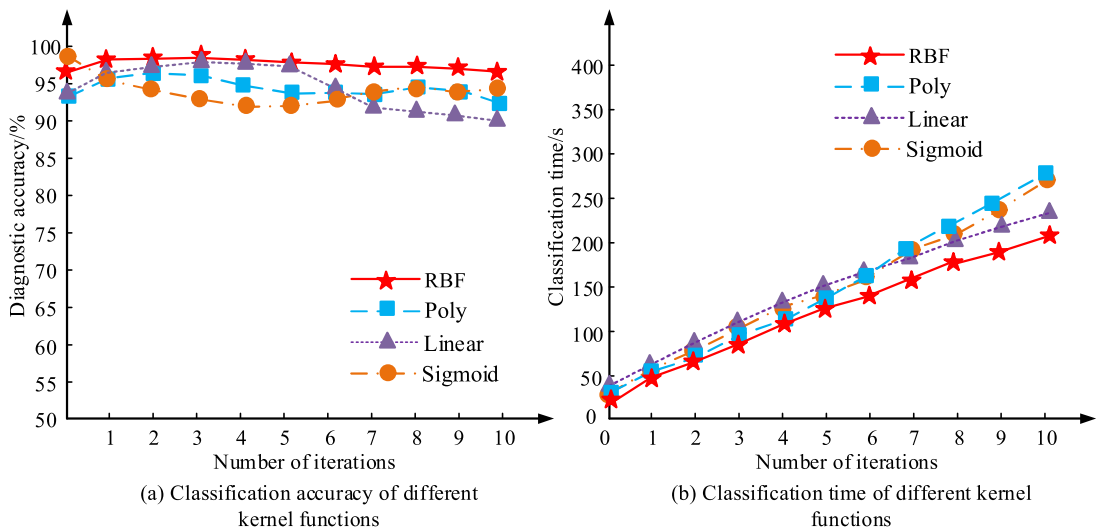 Diagnostic accuracy/%
100
95
90
85
80
75
70
65
60
55
50
1 2 3 4 5 6 7 8 9 10
RBF
Poly
Linear
Sigmoid
Number of iterations
(a) Classification accuracy of different
kernel functions
Classification time/s
400
350
300
250
200
150
100
50
0
0 1 2 3 4 5 6 7 8 9 10
RBF
Poly
Linear
Sigmoid
Number of iterations
(b) Classification time of different kernel
functions